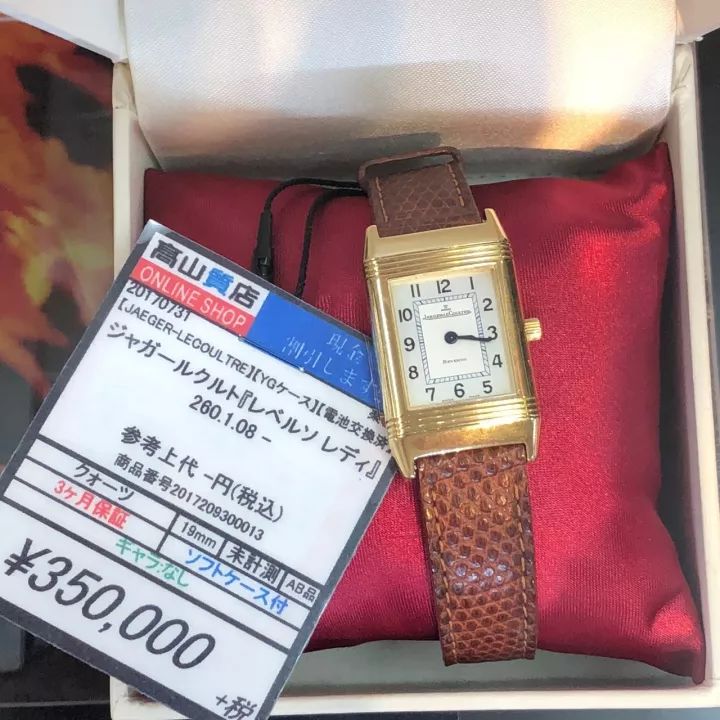 髙山質店
ONLINE SHOP
現金
割引します
20170731
【JAEGER-LECOULTRE】【YGケース】【電池交換済
ジャガールクルト『レベルソ レディ』
260.1.08 -
参考上代 -円(税込)
商品番号2017209300013
クオーツ
19mm
未計測
AB品
3ヶ月保証
キャラ:なし
ソフトケース付
¥350,000
+税
12
11
1
10
2
9
3
8
4
7
6
5
JAEGER-LECOULTRE
REVERSO